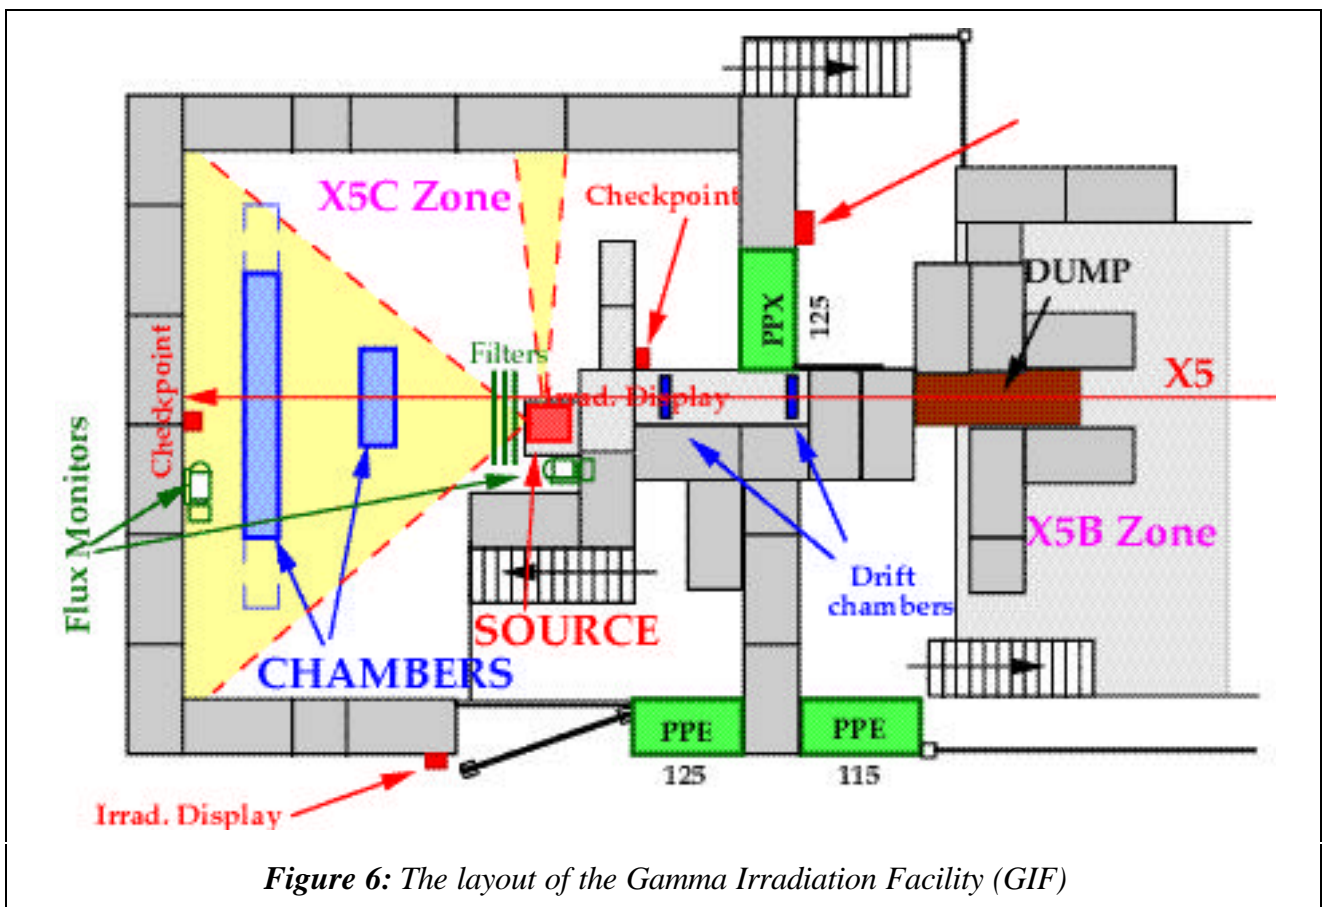 X5C Zone
Checkpoint
DUMP
PPX
125
Filters
Checkpoint
X5
Irrad. Display
Flux Monitors
X5B Zone
Drift
chambers
SOURCE
CHAMBERS
PPE
PPE
125
115
Irrad. Display
Figure 6: The layout of the Gamma Irradiation Facility (GIF)